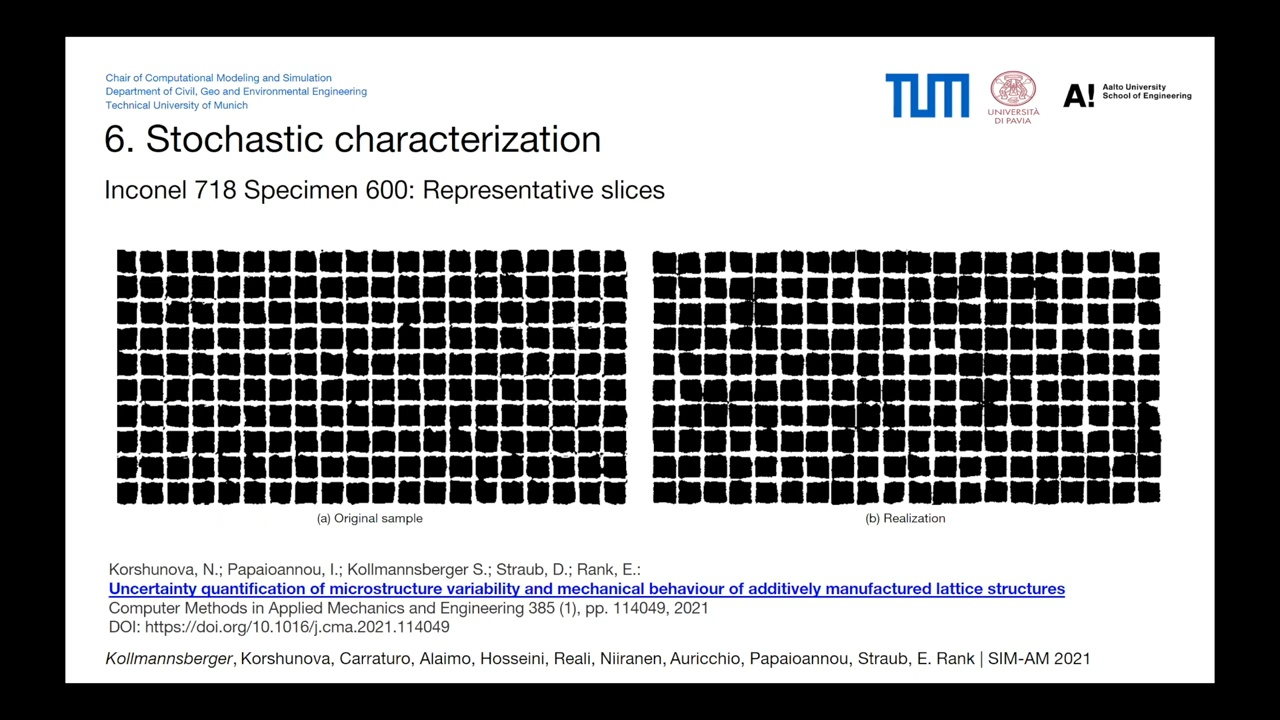 Chair of Computational Modeling and Simulation
Department of Civil, Geo and Environmental Engineering
Technical University of Munich
TUM
UNIVERSITÀ
DI PAVIA
A!
Aalto University
School of Engineering
6. Stochastic characterization
Inconel 718 Specimen 600: Representative slices
(a) Original sample
(b) Realization
Korshunova, N.; Papaioannou, I.; Kollmannsberger S.; Straub, D.; Rank, E.:
Uncertainty quantification of microstructure variability and mechanical behaviour of additively manufactured lattice structures
Computer Methods in Applied Mechanics and Engineering 385 (1), pp. 114049, 2021
DOI: https://doi.org/10.1016/j.cma.2021.114049
Kollmannsberger, Korshunova, Carraturo, Alaimo, Hosseini, Reali, Niiranen, Auricchio, Papaioannou, Straub, E. Rank | SIM-AM 2021